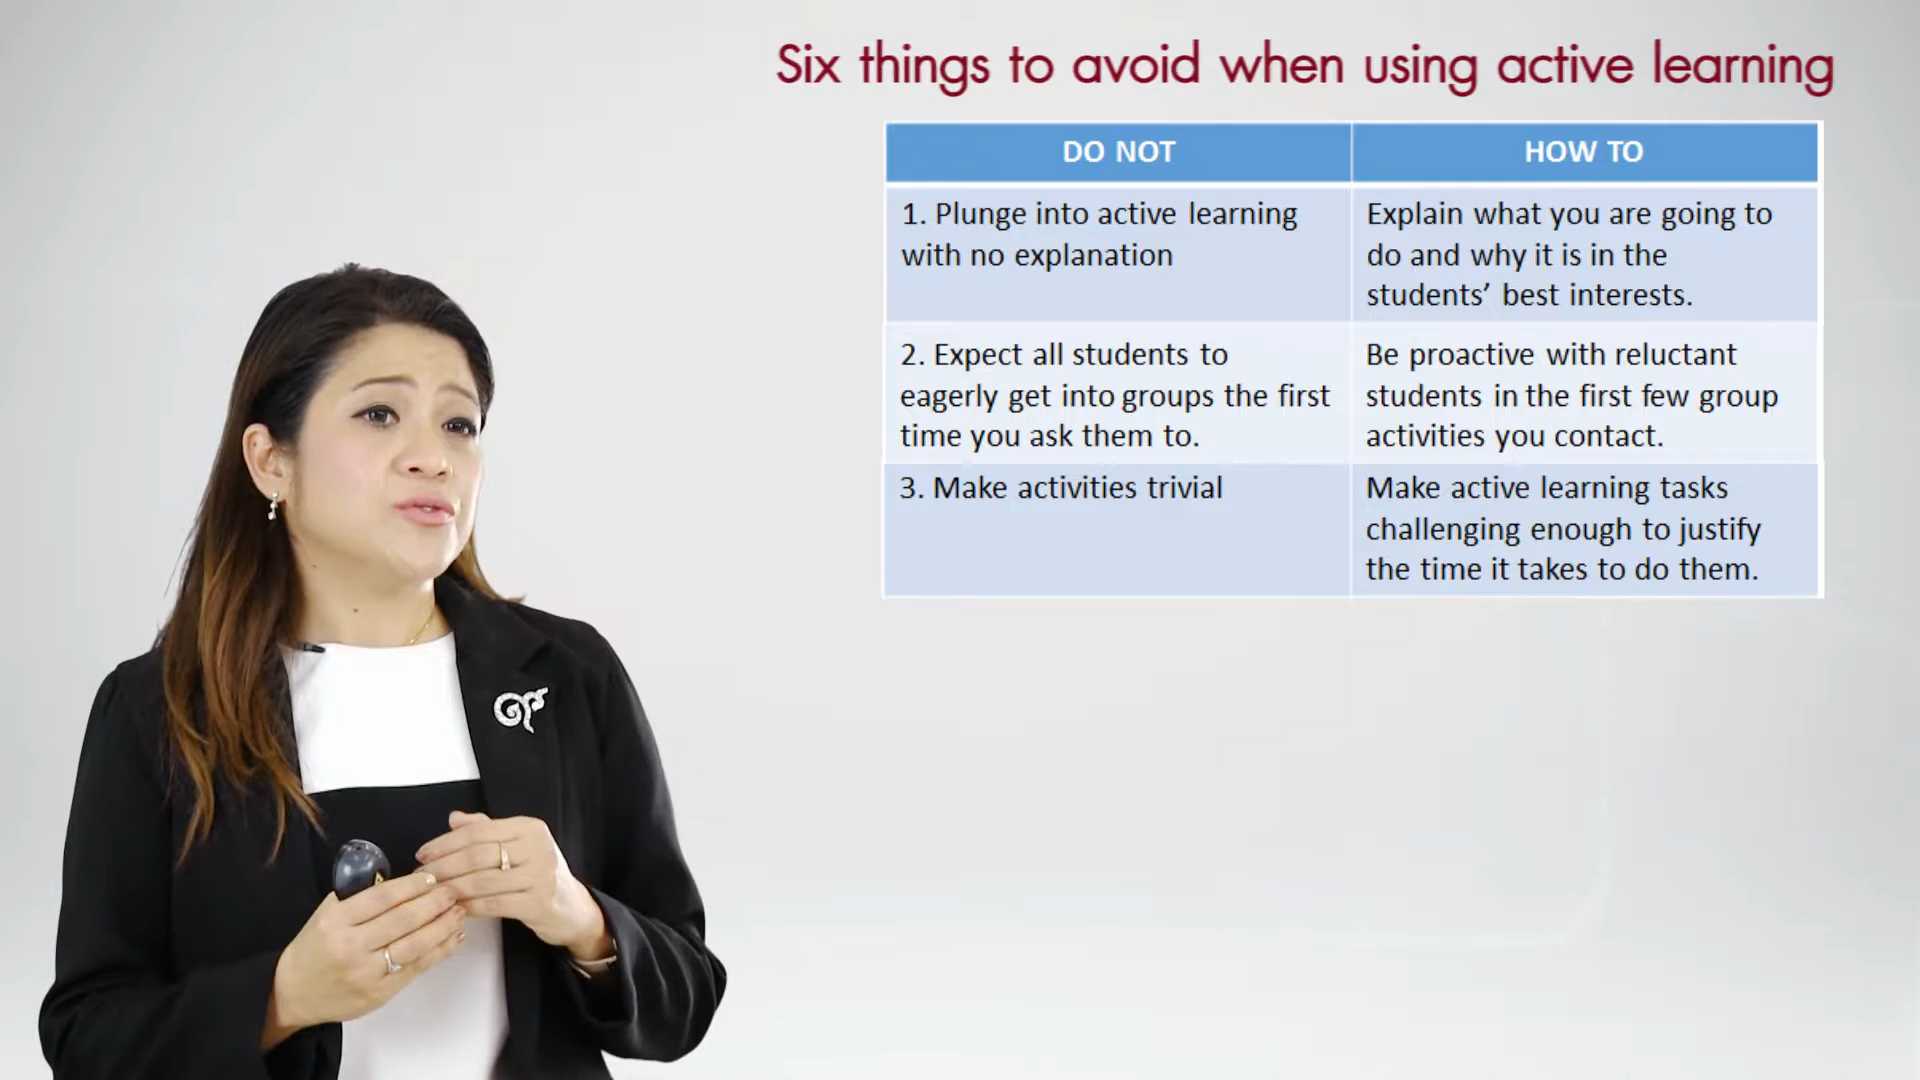 Six things to avoid when using active learning
DO NOT
HOW TO
1. Plunge into active learning
with no explanation
Explain what you are going to
do and why it is in the
students’ best interests.
2. Expect all students to
eagerly get into groups the first
time you ask them to.
Be proactive with reluctant
students in the first few group
activities you contact.
3. Make activities trivial
Make active learning tasks
challenging enough to justify
the time it takes to do them.